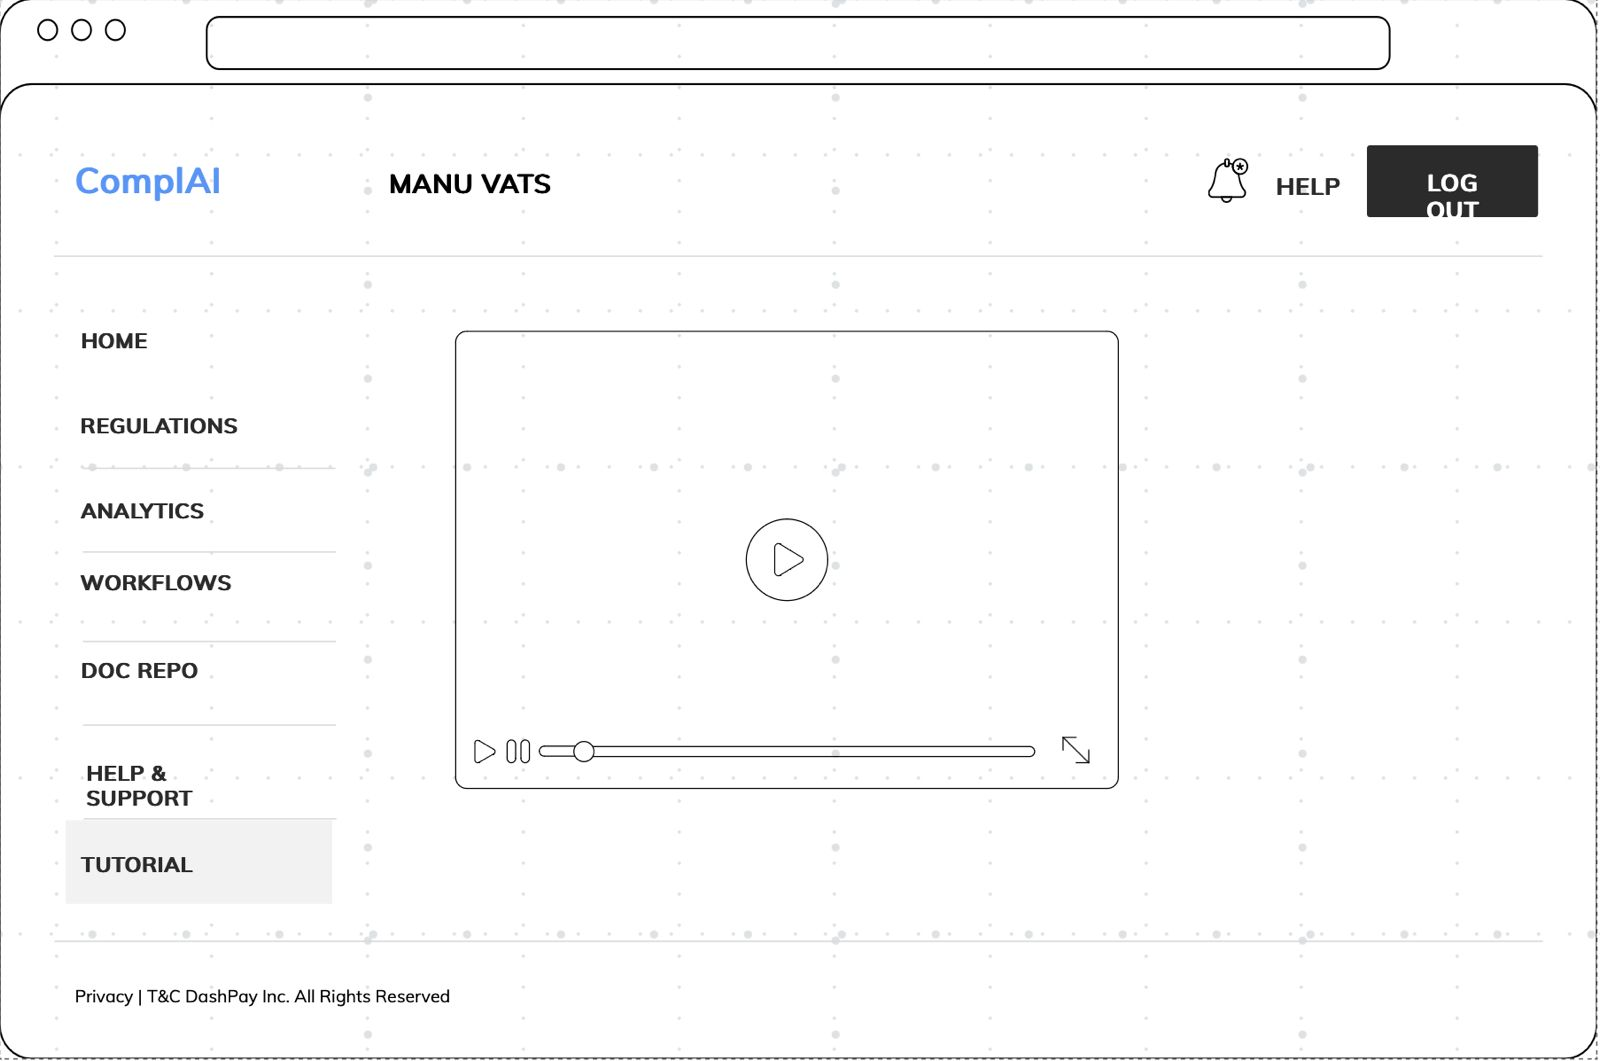 ComplAI
MANU VATS
HELP
LOG
OUT
HOME
REGULATIONS
ANALYTICS
WORKFLOWS
DOC REPO
HELP &
SUPPORT
TUTORIAL
Privacy | T&C DashPay Inc. All Rights Reserved